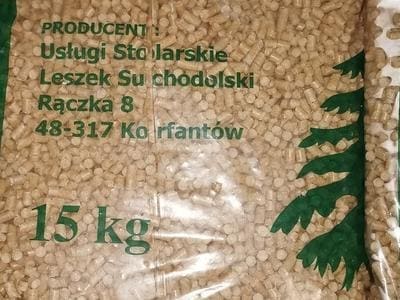 PRODUCENT :
Usługi Stolarskie
Leszek Suchodolski
Rączka 8
48-317 Korfantów
15 kg